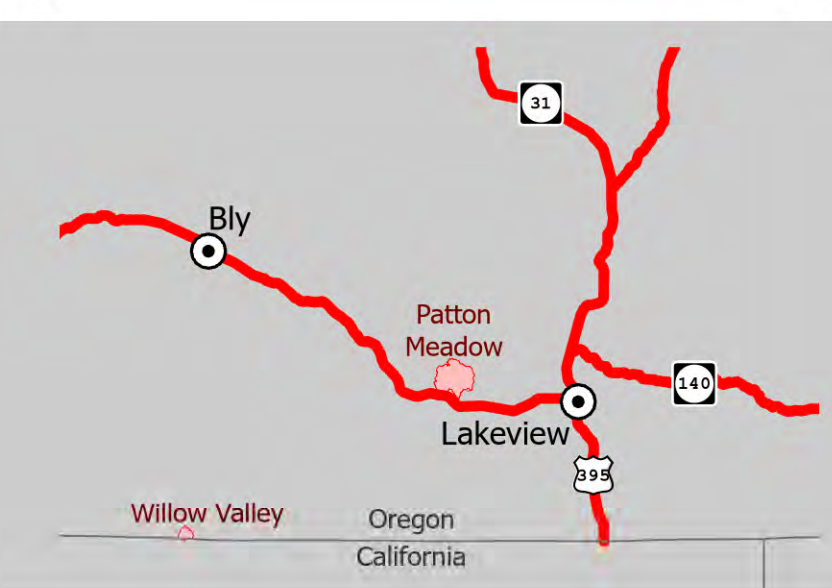 31
Bly
Patton
Meadow
140
Lakeview
395
Willow Valley
Oregon
California